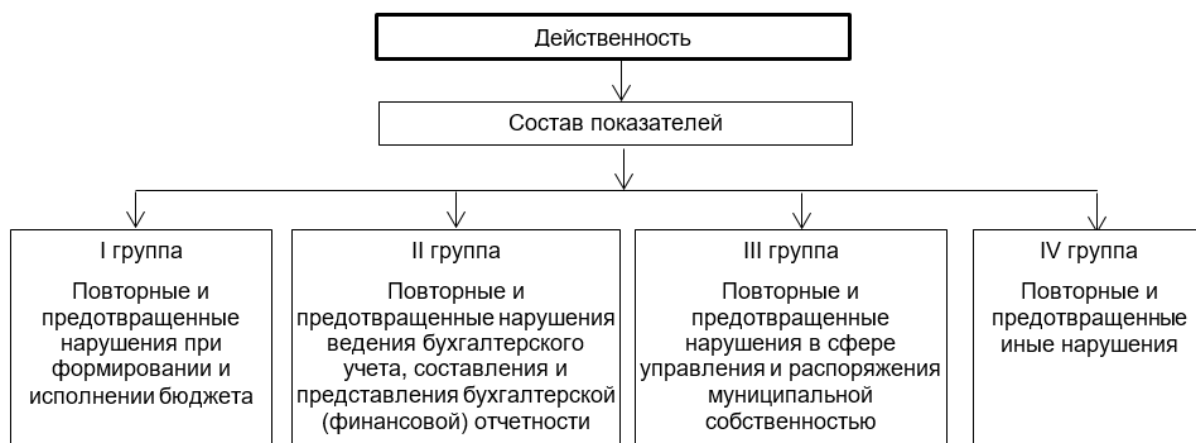 Действенность
Состав показателей
I группа
Повторные и
предотвращенные
нарушения при
формировании и
исполнении бюджета
II группа
Повторные и
предотвращенные нарушения
ведения бухгалтерского
учета, составления и
представления бухгалтерской
(финансовой) отчетности
III группа
Повторные и
предотвращенные
нарушения в сфере
управления и распоряжения
муниципальной
собственностью
IV группа
Повторные и
предотвращенные
иные нарушения